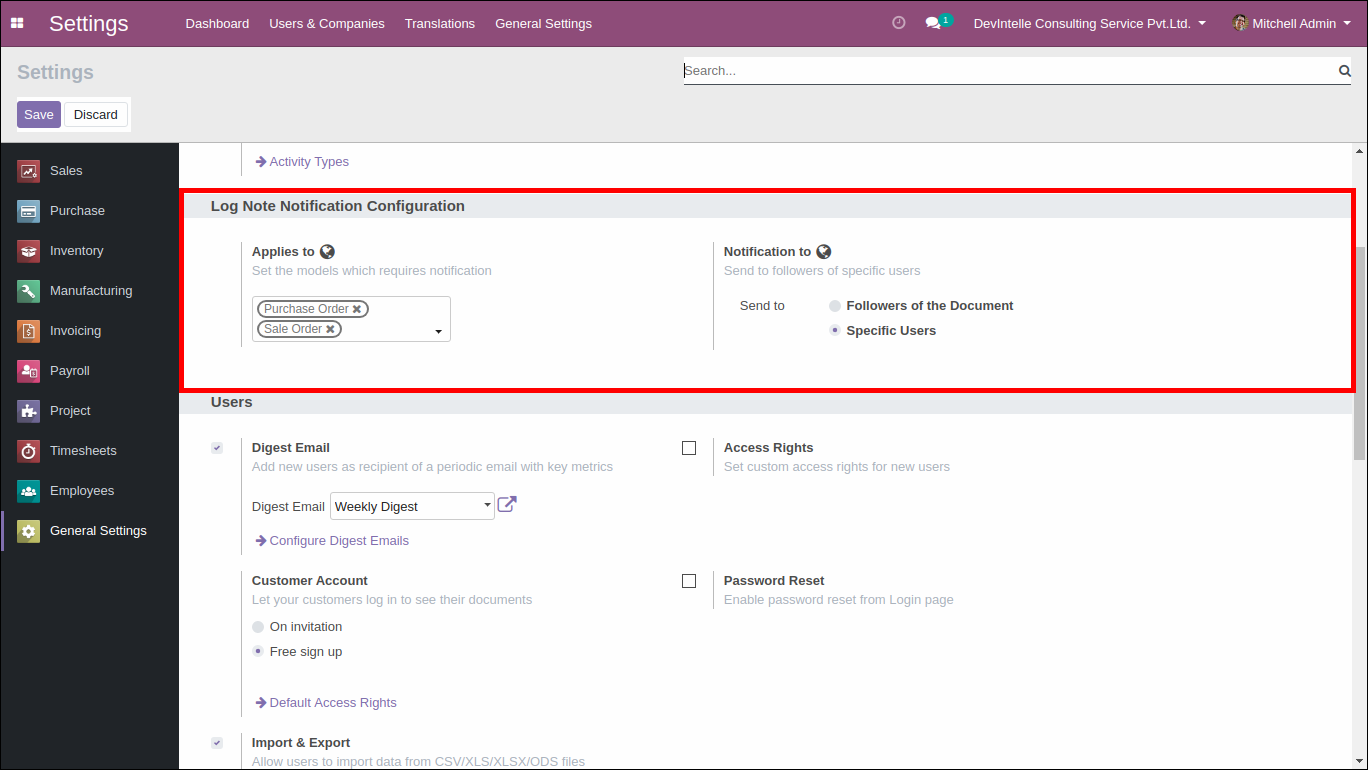 Settings
Dashboard
Users & Companies
Translations
General Settings
1
DevIntelle Consulting Service Pvt.Ltd.
Mitchell Admin
Settings
Search...
Save
Discard
Sales
Purchase
Inventory
Manufacturing
Invoicing
Payroll
Project
Timesheets
Employees
General Settings
Activity Types
Log Note Notification Configuration
Applies to
Set the models which requires notification
Purchase Order
Sale Order
Notification to
Send to followers of specific users
Send to
Followers of the Document
Specific Users
Users
Digest Email
Add new users as recipient of a periodic email with key metrics
Digest Email Weekly Digest
Configure Digest Emails
Access Rights
Set custom access rights for new users
Customer Account
Let your customers log in to see their documents
On invitation
Free sign up
Default Access Rights
Password Reset
Enable password reset from Login page
Import & Export
Allow users to import data from CSV/XLS/XLSX/ODS files